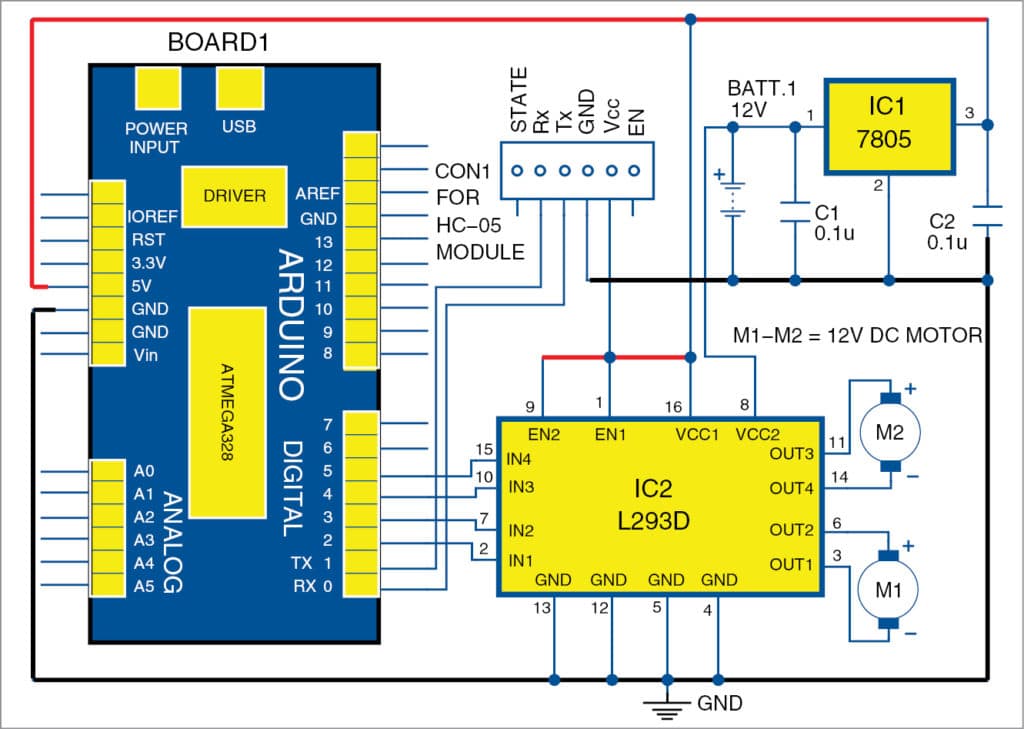 BOARD1
POWER
INPUT
USB
DRIVER
ARDUINO
ATMEGA328
IOREF
RST
3.3V
5V
GND
GND
Vin
ANALOG
A0
A1
A2
A3
A4
A5
AREF
GND
13
12
11
10
9
8
DIGITAL
7
6
5
4
3
2
TX 1
RX 0
CON1
FOR
HC-05
MODULE
STATE
Rx
Tx
GND
Vcc
EN
BATT.1
12V
+
C1
0.1u
1
IC1
7805
3
2
C2
0.1u
M1-M2 = 12V DC MOTOR
9
1
16
8
EN2
EN1
VCC1
VCC2
15
IN4
10
IN3
7
IN2
2
IN1
IC2
L293D
OUT3
11
OUT4
14
OUT2
6
OUT1
3
GND
GND
GND
GND
13
12
5
4
+
M2
−
+
M1
−
GND